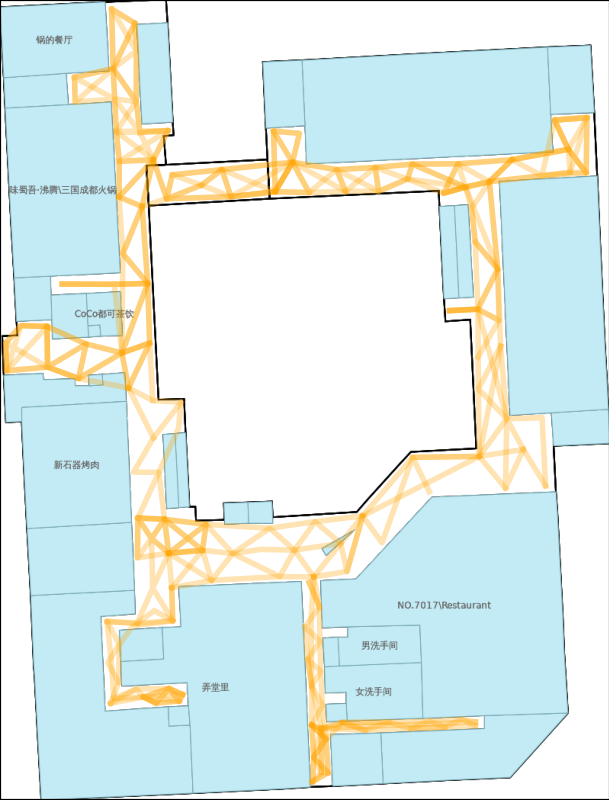 锅的餐厅
味蜀吾·沸腾\三国成都火锅
CoCo都可茶饮
新石器烤肉
NO.7017\Restaurant
男洗手间
女洗手间
弄堂里